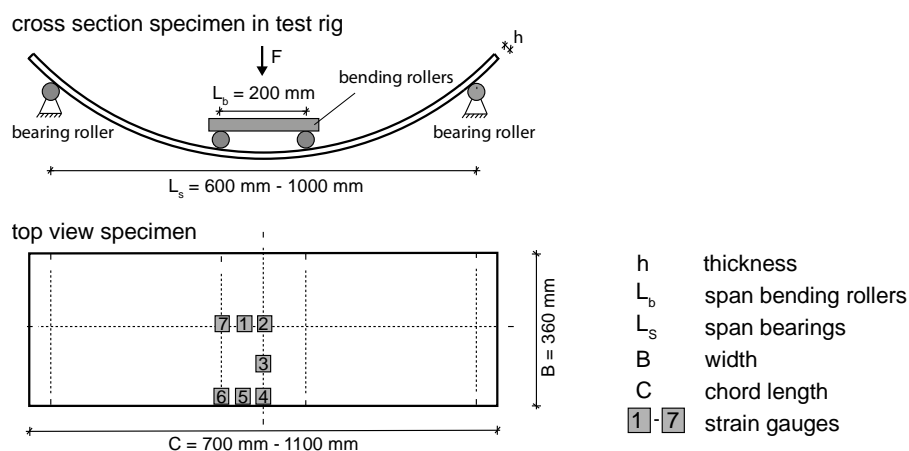 cross section specimen in test rig
h
F
bending rollers
L_b = 200 mm
bearing roller
bearing roller
L_s = 600 mm - 1000 mm
top view specimen
7 1 2
3
6 5 4
B = 360 mm
C = 700 mm - 1100 mm
h thickness
L_b span bending rollers
L_S span bearings
B width
C chord length
1 - 7 strain gauges